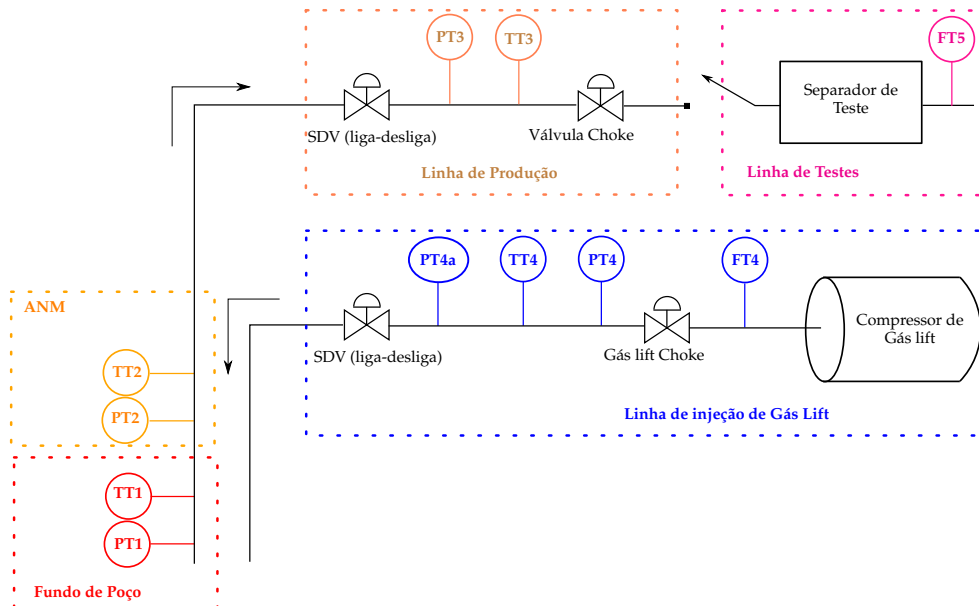 PT3
TT3
SDV (liga-desliga)
Válvula Choke
Linha de Produção
FT5
Separador de
Teste
Linha de Testes
PT4a
TT4
PT4
FT4
SDV (liga-desliga)
Gás lift Choke
Compressor de
Gás lift
Linha de injeção de Gás Lift
ANM
TT2
PT2
TT1
PT1
Fundo de Poço